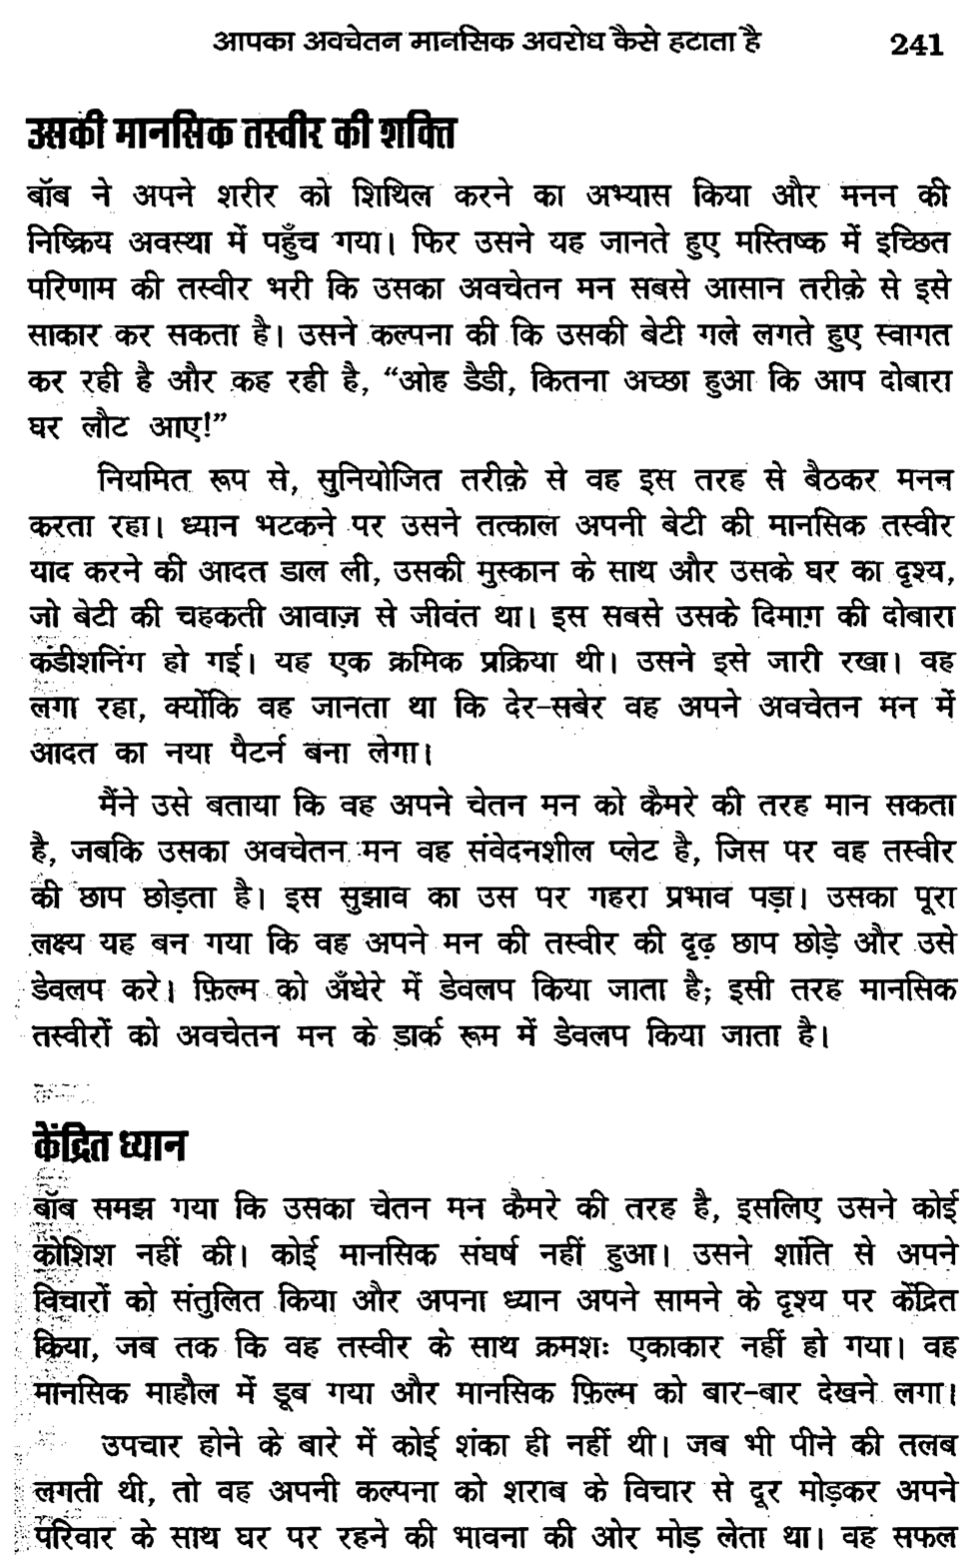 आपका अवचेतन मानसिक अवरोध कैसे हटाता है 241
उसकी मानसिक तस्वीर की शक्ति
बॉब ने अपने शरीर को शिथिल करने का अभ्यास किया और मनन की
निष्क्रिय अवस्था में पहुँच गया। फिर उसने यह जानते हुए मस्तिष्क में इच्छित
परिणाम की तस्वीर भरी कि उसका अवचेतन मन सबसे आसान तरीक़े से इसे
साकार कर सकता है। उसने कल्पना की कि उसकी बेटी गले लगते हुए स्वागत
कर रही है और कह रही है, “ओह डैडी, कितना अच्छा हुआ कि आप दोबारा
घर लौट आए!”
नियमित रूप से, सुनियोजित तरीक़े से वह इस तरह से बैठकर मनन
करता रहा। ध्यान भटकने पर उसने तत्काल अपनी बेटी की मानसिक तस्वीर
याद करने की आदत डाल ली, उसकी मुस्कान के साथ और उसके घर का दृश्य,
जो बेटी की चहकती आवाज़ से जीवंत था। इस सबसे उसके दिमाग़ की दोबारा
कंडीशनिंग हो गई। यह एक क्रमिक प्रक्रिया थी। उसने इसे जारी रखा। वह
लगा रहा, क्योंकि वह जानता था कि देर-सबेर वह अपने अवचेतन मन में
आदत का नया पैटर्न बना लेगा।
मैंने उसे बताया कि वह अपने चेतन मन को कैमरे की तरह मान सकता
है, जबकि उसका अवचेतन मन वह संवेदनशील प्लेट है, जिस पर वह तस्वीर
की छाप छोड़ता है। इस सुझाव का उस पर गहरा प्रभाव पड़ा। उसका पूरा
लक्ष्य यह बन गया कि वह अपने मन की तस्वीर की दृढ़ छाप छोड़े और उसे
डेवलप करे। फ़िल्म को अँधेरे में डेवलप किया जाता है; इसी तरह मानसिक
तस्वीरों को अवचेतन मन के डार्क रूम में डेवलप किया जाता है।
केंद्रित ध्यान
बॉब समझ गया कि उसका चेतन मन कैमरे की तरह है, इसलिए उसने कोई
कोशिश नहीं की। कोई मानसिक संघर्ष नहीं हुआ। उसने शांति से अपने
विचारों को संतुलित किया और अपना ध्यान अपने सामने के दृश्य पर केंद्रित
किया, जब तक कि वह तस्वीर के साथ क्रमशः एकाकार नहीं हो गया। वह
मानसिक माहौल में डूब गया और मानसिक फ़िल्म को बार-बार देखने लगा।
उपचार होने के बारे में कोई शंका ही नहीं थी। जब भी पीने की तलब
लगती थी, तो वह अपनी कल्पना को शराब के विचार से दूर मोड़कर अपने
परिवार के साथ घर पर रहने की भावना की ओर मोड़ लेता था। वह सफल